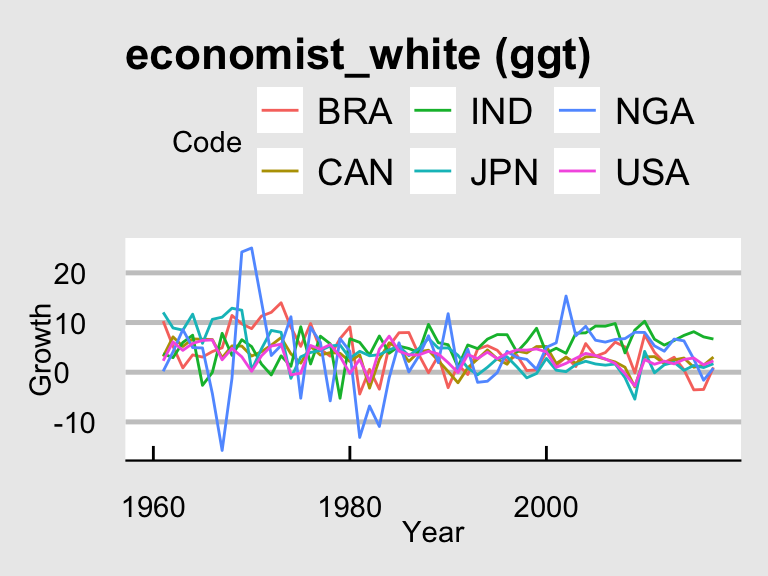 economist_white (ggt)
Code
BRA IND NGA
CAN JPN USA
Growth
20
10
0
-10
1960 1980 2000
Year